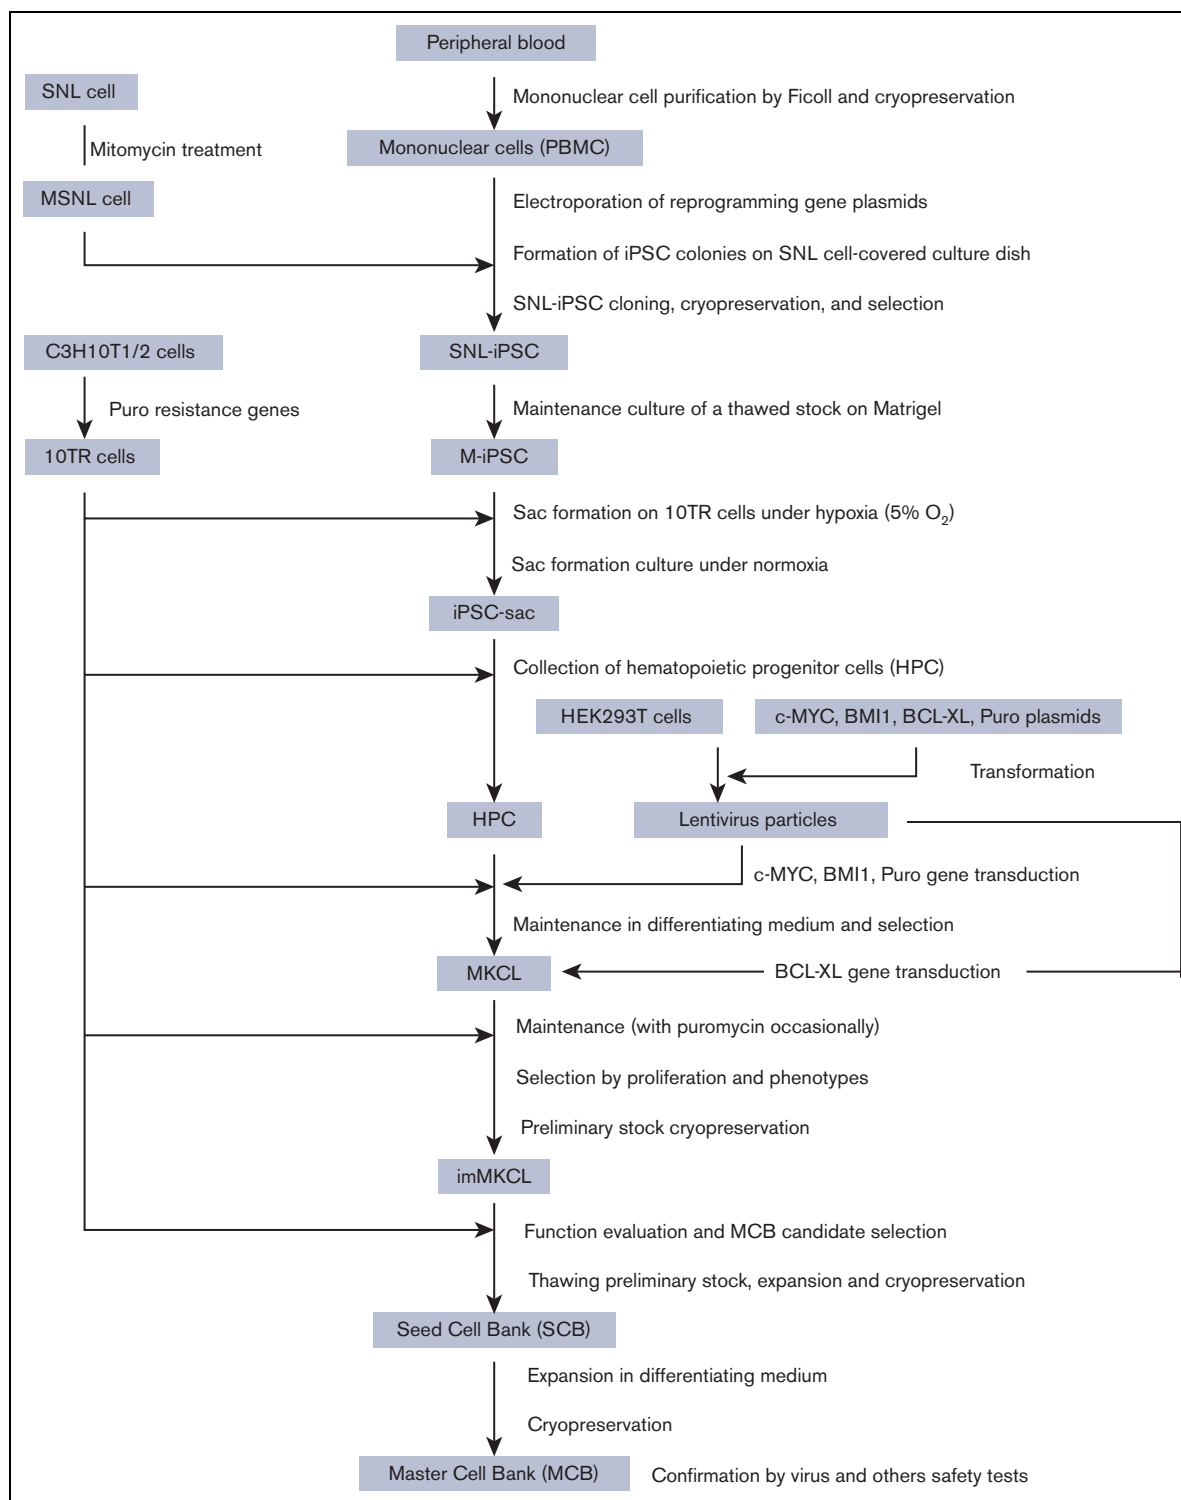 Peripheral blood
SNL cell
Mononuclear cell purification by Ficoll and cryopreservation
Mitomycin treatment
Mononuclear cells (PBMC)
MSNL cell
Electroporation of reprogramming gene plasmids
Formation of iPSC colonies on SNL cell-covered culture dish
SNL-iPSC cloning, cryopreservation, and selection
C3H10T1/2 cells
SNL-iPSC
Puro resistance genes
Maintenance culture of a thawed stock on Matrigel
10TR cells
M-iPSC
Sac formation on 10TR cells under hypoxia (5% O₂)
Sac formation culture under normoxia
iPSC-sac
Collection of hematopoietic progenitor cells (HPC)
HEK293T cells
c-MYC, BMI1, BCL-XL, Puro plasmids
Transformation
HPC
Lentivirus particles
c-MYC, BMI1, Puro gene transduction
Maintenance in differentiating medium and selection
MKCL
BCL-XL gene transduction
Maintenance (with puromycin occasionally)
Selection by proliferation and phenotypes
Preliminary stock cryopreservation
imMKCL
Function evaluation and MCB candidate selection
Thawing preliminary stock, expansion and cryopreservation
Seed Cell Bank (SCB)
Expansion in differentiating medium
Cryopreservation
Master Cell Bank (MCB)
Confirmation by virus and others safety tests